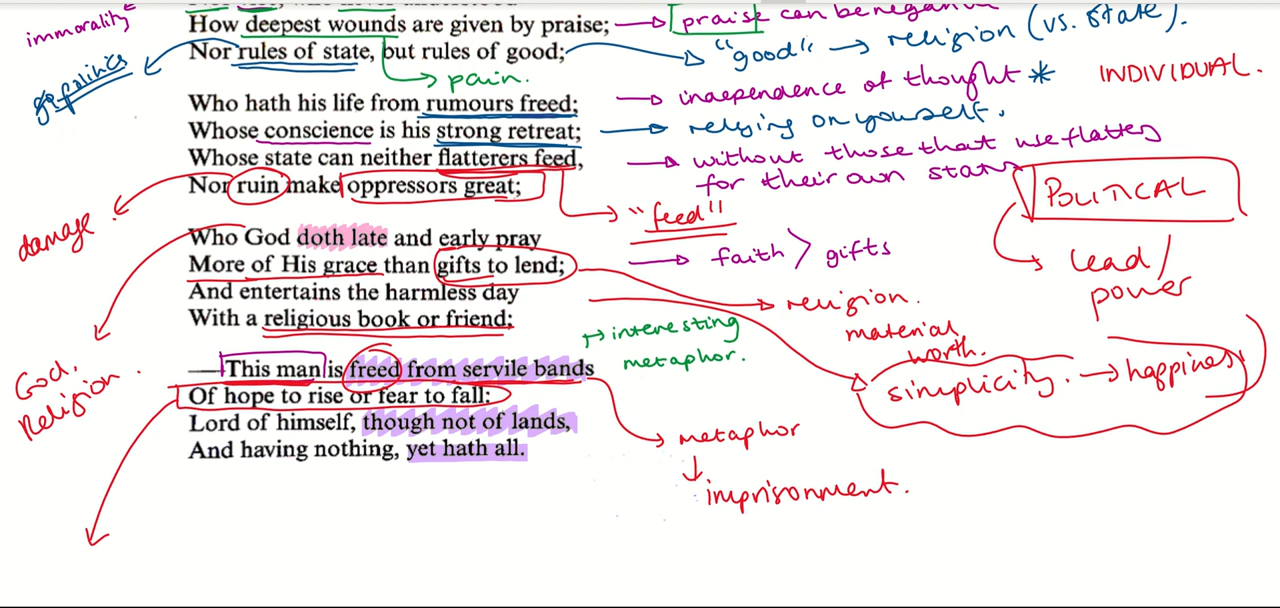 immorality
How deepest wounds are given by praise;
praise can be
Nor rules of state, but rules of good;
"good" → religion (vs. state).
politics
pain.
Who hath his life from rumours freed;
independence of thought * INDIVIDUAL.
Whose conscience is his strong retreat;
relying on yourself.
Whose state can neither flatterers feed,
without those that use flattery
for their own
Nor ruin make oppressors great;
damage.
"feed"
POLITICAL
lead/
power
Who God doth late and early pray
More of His grace than gifts to lend;
faith > gifts
And entertains the harmless day
religion.
material
worth.
With a religious book or friend;
interesting
metaphor.
simplicity. → happiness
God.
Religion.
—This man is freed from servile bands
Of hope to rise or fear to fall:
Lord of himself, though not of lands,
metaphor
And having nothing, yet hath all.
imprisonment.